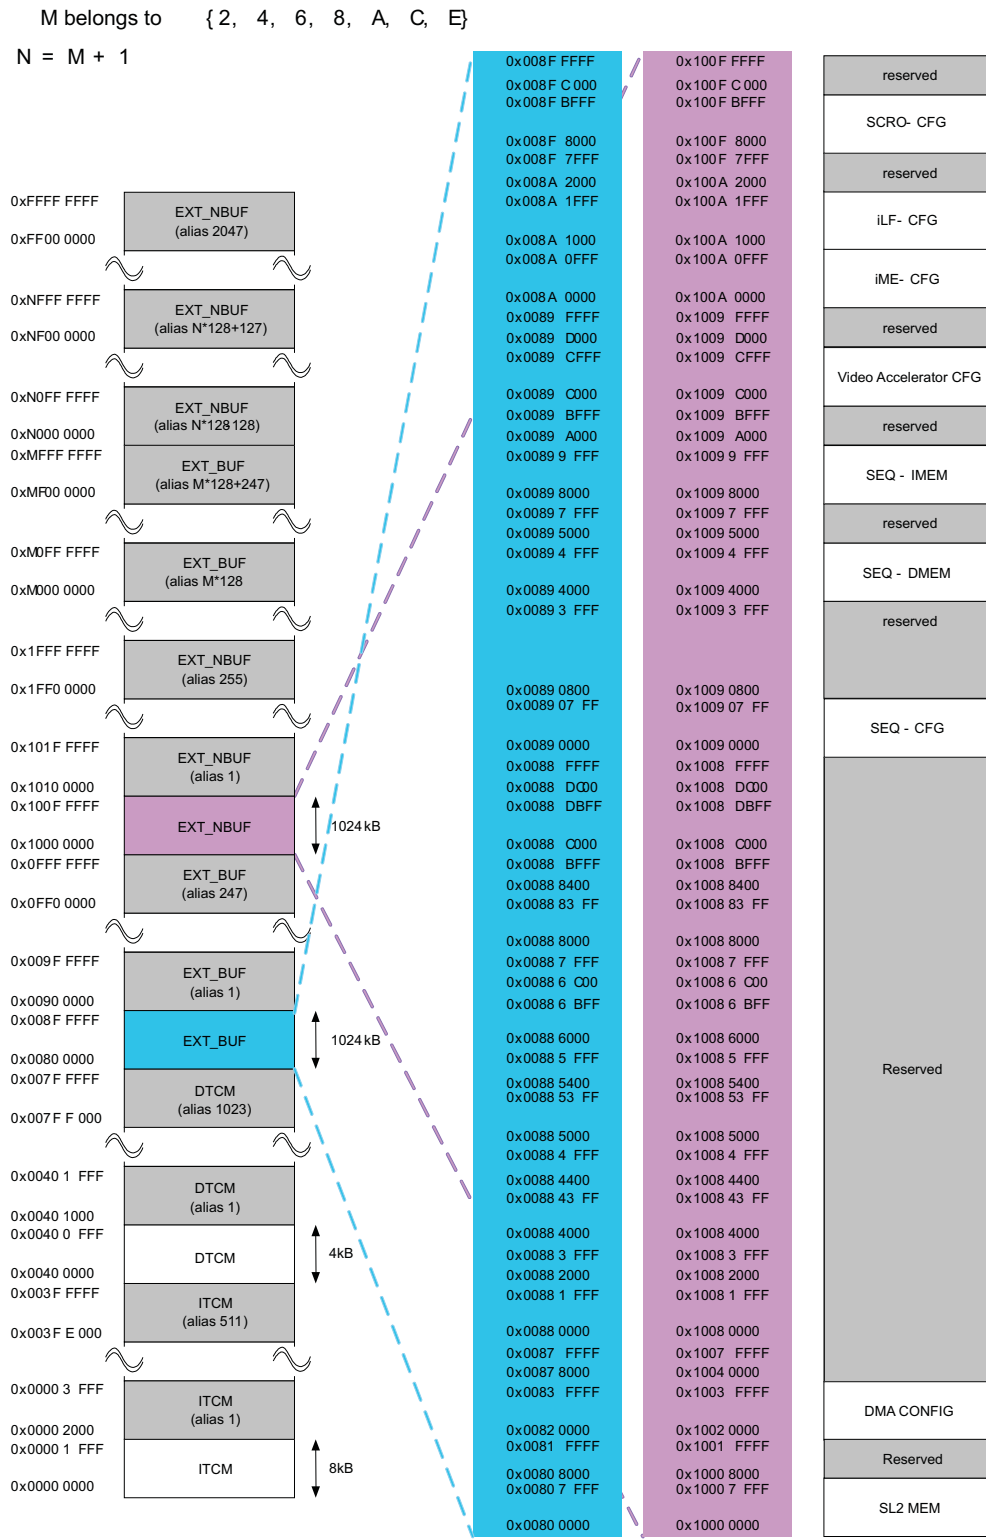 M belongs to { 2, 4, 6, 8, A, C, E}
N = M + 1
0xFFFF FFFF
EXT_NBUF
(alias 2047)
0xFF00 0000
0xNFFF FFFF
EXT_NBUF
(alias N*128+127)
0xNF00 0000
0xN0FF FFFF
EXT_NBUF
(alias N*128-128)
0xN000 0000
0xMFFF FFFF
EXT_BUF
(alias M*128+247)
0xMF00 0000
0xM0FF FFFF
EXT_BUF
(alias M*128
0xM000 0000
0x1FFF FFFF
EXT_NBUF
(alias 255)
0x1FF0 0000
0x101F FFFF
EXT_NBUF
(alias 1)
0x1010 0000
0x100F FFFF
EXT_NBUF
1024kB
0x1000 0000
0x0FFF FFFF
EXT_BUF
(alias 247)
0x0FF0 0000
0x009F FFFF
EXT_BUF
(alias 1)
0x0090 0000
0x008F FFFF
EXT_BUF
1024kB
0x0080 0000
0x007F FFFF
DTCM
(alias 1023)
0x007F F 000
0x0040 1 FFF
DTCM
(alias 1)
0x0040 1000
0x0040 0 FFF
DTCM
4kB
0x0040 0000
0x003F FFFF
ITCM
(alias 511)
0x003F E 000
0x0000 3 FFF
ITCM
(alias 1)
0x0000 2000
0x0000 1 FFF
ITCM
8kB
0x0000 0000
0x008F FFFF
0x008F C000
0x008F BFFF
0x008F 8000
0x008F 7FFF
0x008A 2000
0x008A 1FFF
0x008A 1000
0x008A 0FFF
0x008A 0000
0x0089 FFFF
0x0089 D000
0x0089 CFFF
0x0089 C000
0x0089 BFFF
0x0089 A000
0x0089 9 FFF
0x0089 8000
0x0089 7 FFF
0x0089 5000
0x0089 4 FFF
0x0089 4000
0x0089 3 FFF
0x0089 0800
0x0089 07 FF
0x0089 0000
0x0088 FFFF
0x0088 DC00
0x0088 DBFF
0x0088 C000
0x0088 BFFF
0x0088 8400
0x0088 83 FF
0x0088 8000
0x0088 7 FFF
0x0088 6 C00
0x0088 6 BFF
0x0088 6000
0x0088 5 FFF
0x0088 5400
0x0088 53 FF
0x0088 5000
0x0088 4 FFF
0x0088 4400
0x0088 43 FF
0x0088 4000
0x0088 3 FFF
0x0088 2000
0x0088 1 FFF
0x0088 0000
0x0087 FFFF
0x0087 8000
0x0083 FFFF
0x0082 0000
0x0081 FFFF
0x0080 8000
0x0080 7 FFF
0x0080 0000
0x100F FFFF
0x100F C000
0x100F BFFF
0x100F 8000
0x100F 7FFF
0x100A 2000
0x100A 1FFF
0x100A 1000
0x100A 0FFF
0x100A 0000
0x1009 FFFF
0x1009 D000
0x1009 CFFF
0x1009 C000
0x1009 BFFF
0x1009 A000
0x1009 9 FFF
0x1009 8000
0x1009 7 FFF
0x1009 5000
0x1009 4 FFF
0x1009 4000
0x1009 3 FFF
0x1009 0800
0x1009 07 FF
0x1009 0000
0x1008 FFFF
0x1008 DC00
0x1008 DBFF
0x1008 C000
0x1008 BFFF
0x1008 8400
0x1008 83 FF
0x1008 8000
0x1008 7 FFF
0x1008 6 C00
0x1008 6 BFF
0x1008 6000
0x1008 5 FFF
0x1008 5400
0x1008 53 FF
0x1008 5000
0x1008 4 FFF
0x1008 4400
0x1008 43 FF
0x1008 4000
0x1008 3 FFF
0x1008 2000
0x1008 1 FFF
0x1008 0000
0x1007 FFFF
0x1004 0000
0x1003 FFFF
0x1002 0000
0x1001 FFFF
0x1000 8000
0x1000 7 FFF
0x1000 0000
reserved
SCRO- CFG
reserved
iLF- CFG
iME- CFG
reserved
Video Accelerator CFG
reserved
SEQ - IMEM
reserved
SEQ - DMEM
reserved
SEQ - CFG
Reserved
DMA CONFIG
Reserved
SL2 MEM